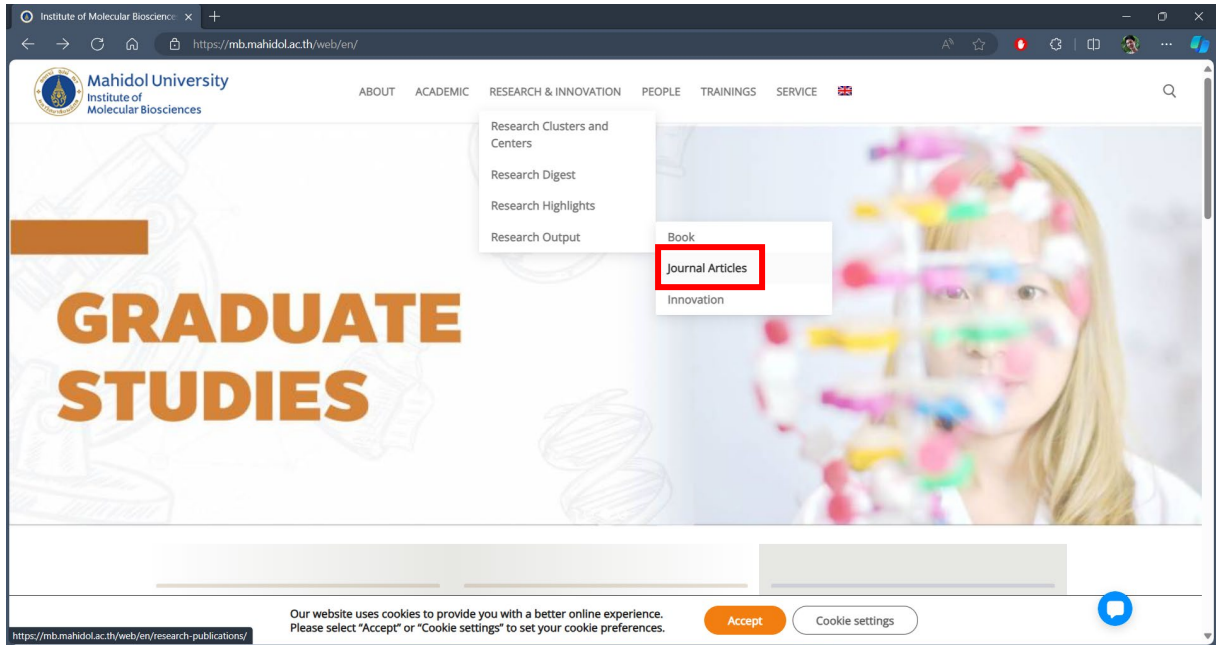 Institute of Molecular Bioscience
https://mb.mahidol.ac.th/web/en/
Mahidol University
Institute of
Molecular Biosciences
ABOUT ACADEMIC RESEARCH & INNOVATION PEOPLE TRAININGS SERVICE
Research Clusters and
Centers
Research Digest
Research Highlights
Research Output
Book
Journal Articles
Innovation
GRADUATE
STUDIES
Our website uses cookies to provide you with a better online experience.
Please select “Accept” or “Cookie settings” to set your cookie preferences.
Accept
Cookie settings
https://mb.mahidol.ac.th/web/en/research-publications/